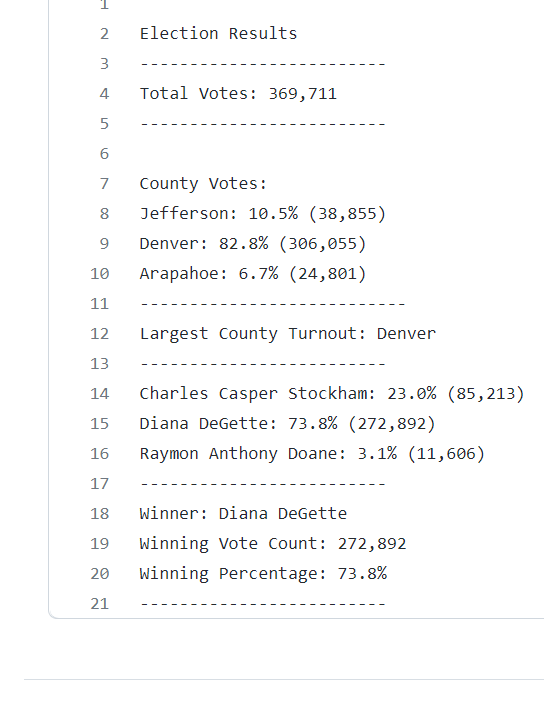 1
2 Election Results
3 -------------------------
4 Total Votes: 369,711
5 -------------------------
6
7 County Votes:
8 Jefferson: 10.5% (38,855)
9 Denver: 82.8% (306,055)
10 Arapahoe: 6.7% (24,801)
11 ---------------------------
12 Largest County Turnout: Denver
13 -------------------------
14 Charles Casper Stockham: 23.0% (85,213)
15 Diana DeGette: 73.8% (272,892)
16 Raymon Anthony Doane: 3.1% (11,606)
17 -------------------------
18 Winner: Diana DeGette
19 Winning Vote Count: 272,892
20 Winning Percentage: 73.8%
21 -------------------------